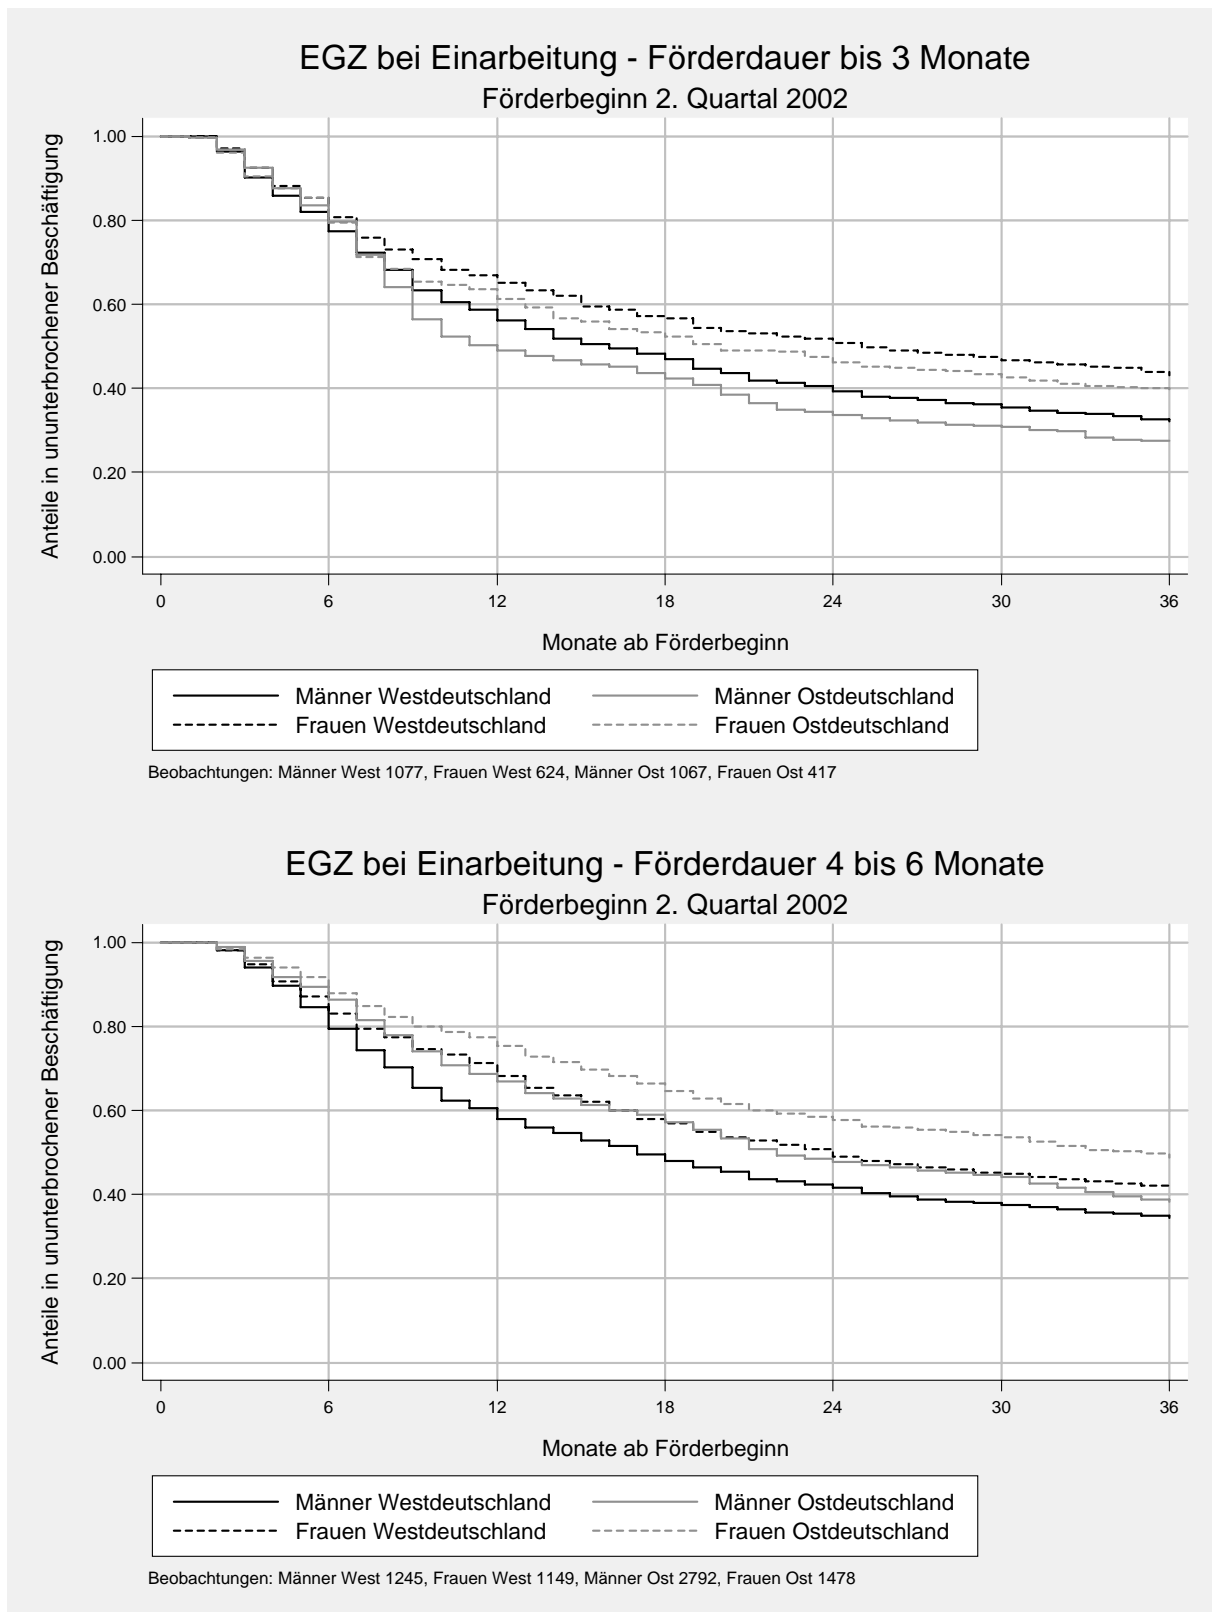 EGZ bei Einarbeitung - Förderdauer bis 3 Monate
Förderbeginn 2. Quartal 2002
Anteile in ununterbrochener Beschäftigung
1.00
0.80
0.60
0.40
0.20
0.00
0 6 12 18 24 30 36
Monate ab Förderbeginn
Männer Westdeutschland Männer Ostdeutschland
Frauen Westdeutschland Frauen Ostdeutschland
Beobachtungen: Männer West 1077, Frauen West 624, Männer Ost 1067, Frauen Ost 417
EGZ bei Einarbeitung - Förderdauer 4 bis 6 Monate
Förderbeginn 2. Quartal 2002
Anteile in ununterbrochener Beschäftigung
1.00
0.80
0.60
0.40
0.20
0.00
0 6 12 18 24 30 36
Monate ab Förderbeginn
Männer Westdeutschland Männer Ostdeutschland
Frauen Westdeutschland Frauen Ostdeutschland
Beobachtungen: Männer West 1245, Frauen West 1149, Männer Ost 2792, Frauen Ost 1478